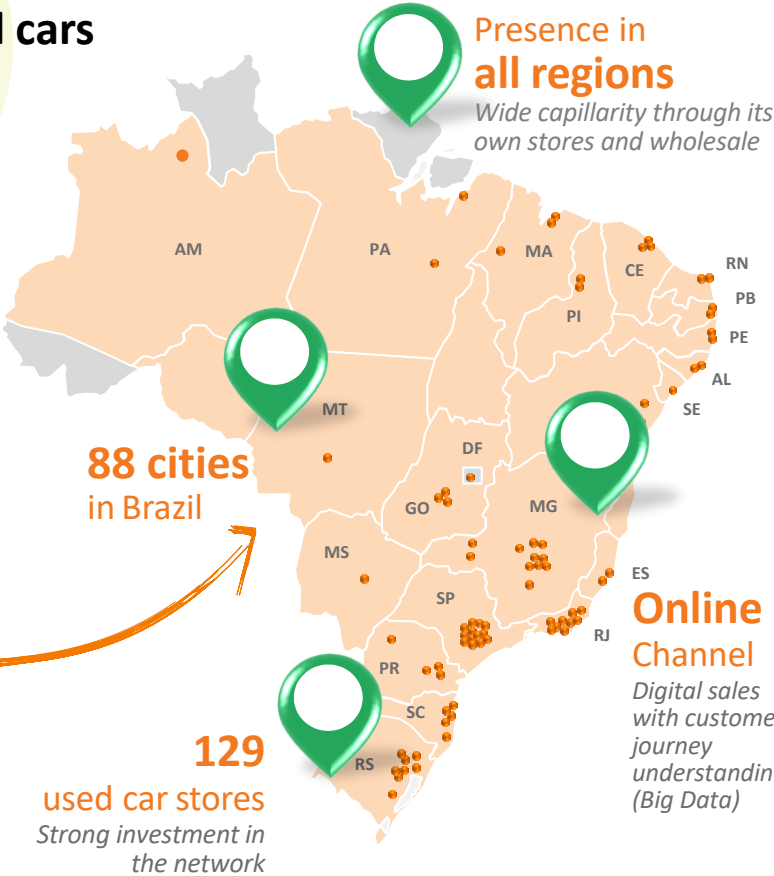 cars
Presence in
all regions
Wide capillarity through its
own stores and wholesale
AM
PA
MA
CE
RN
PB
PI
PE
AL
SE
MT
88 cities
in Brazil
DF
GO
MG
MS
ES
SP
Online
Channel
RJ
Digital sales
with custome
journey
understandin
(Big Data)
PR
SC
129
RS
used car stores
Strong investment in
the network